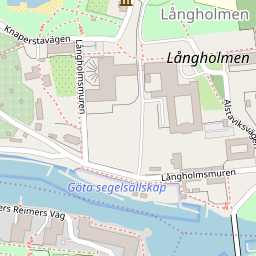 Långholmen
Knaperstavägen
Långholmsmuren
Långholmen
Alstaviksvägen
Långholmsmuren
Göta segelsällskap
ers Reimers Väg